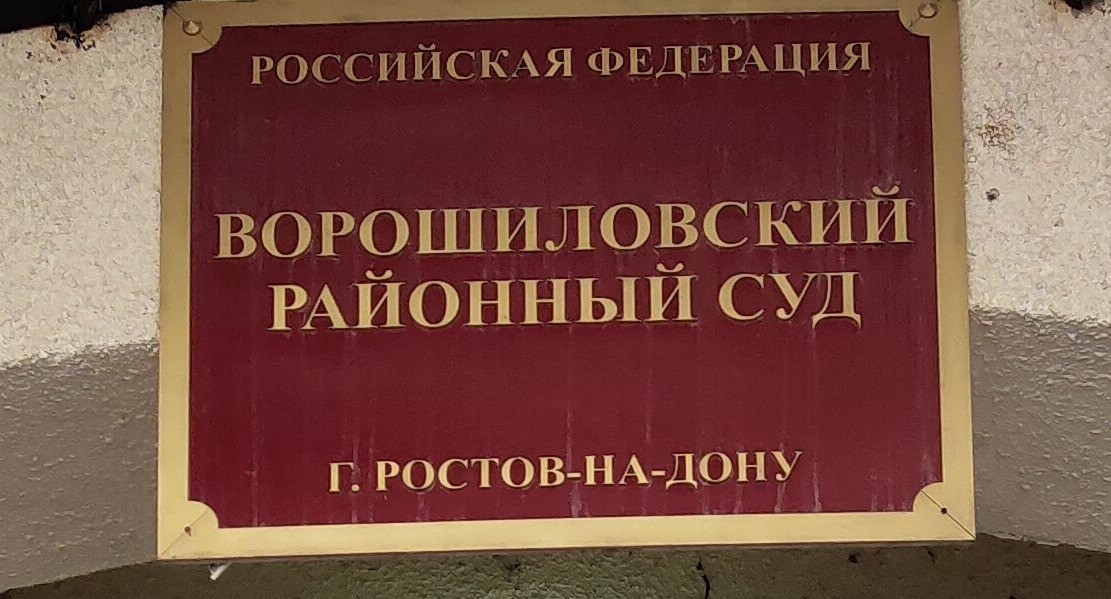 РОССИЙСКАЯ ФЕДЕРАЦИЯ
ВОРОШИЛОВСКИЙ
РАЙОННЫЙ СУД
Г. РОСТОВ-НА-ДОНУ